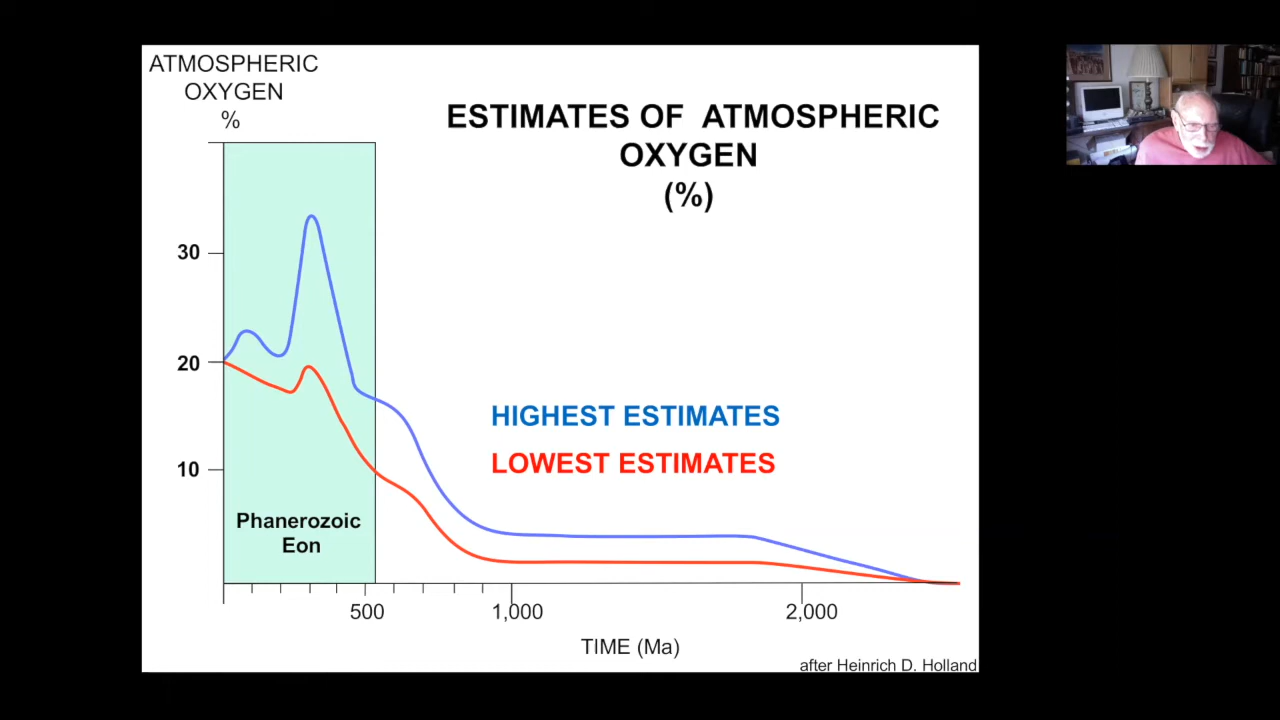 ATMOSPHERIC
OXYGEN
%
ESTIMATES OF ATMOSPHERIC
OXYGEN
(%)
30
20
10
HIGHEST ESTIMATES
LOWEST ESTIMATES
Phanerozoic
Eon
500
1,000
2,000
TIME (Ma)
after Heinrich D. Holland